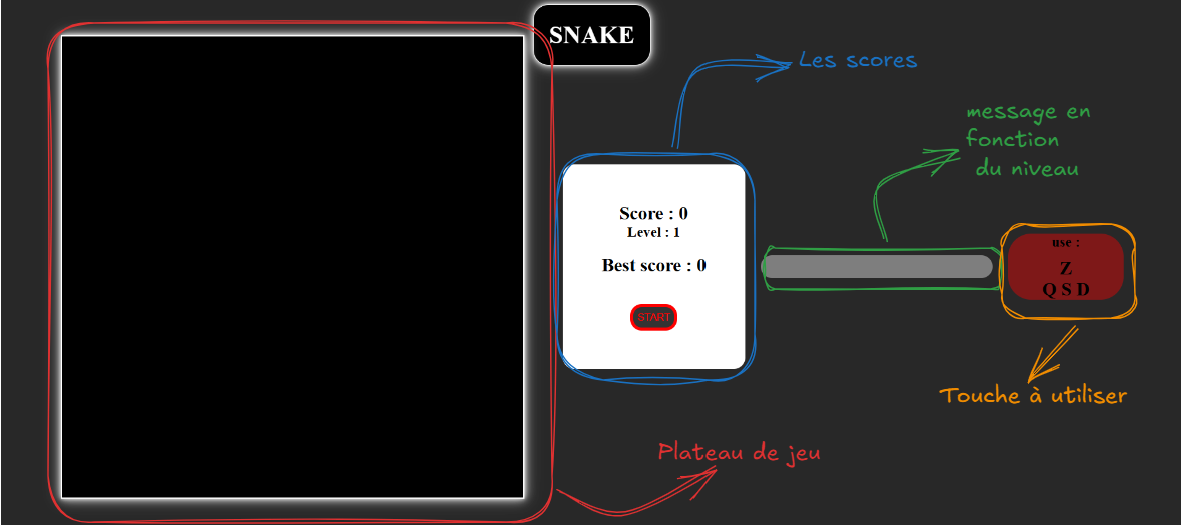 SNAKE
Les scores
message en
fonction
du niveau
Score : 0
Level : 1
Best score : 0
START
use :
Z
Q S D
Touche à utiliser
Plateau de jeu